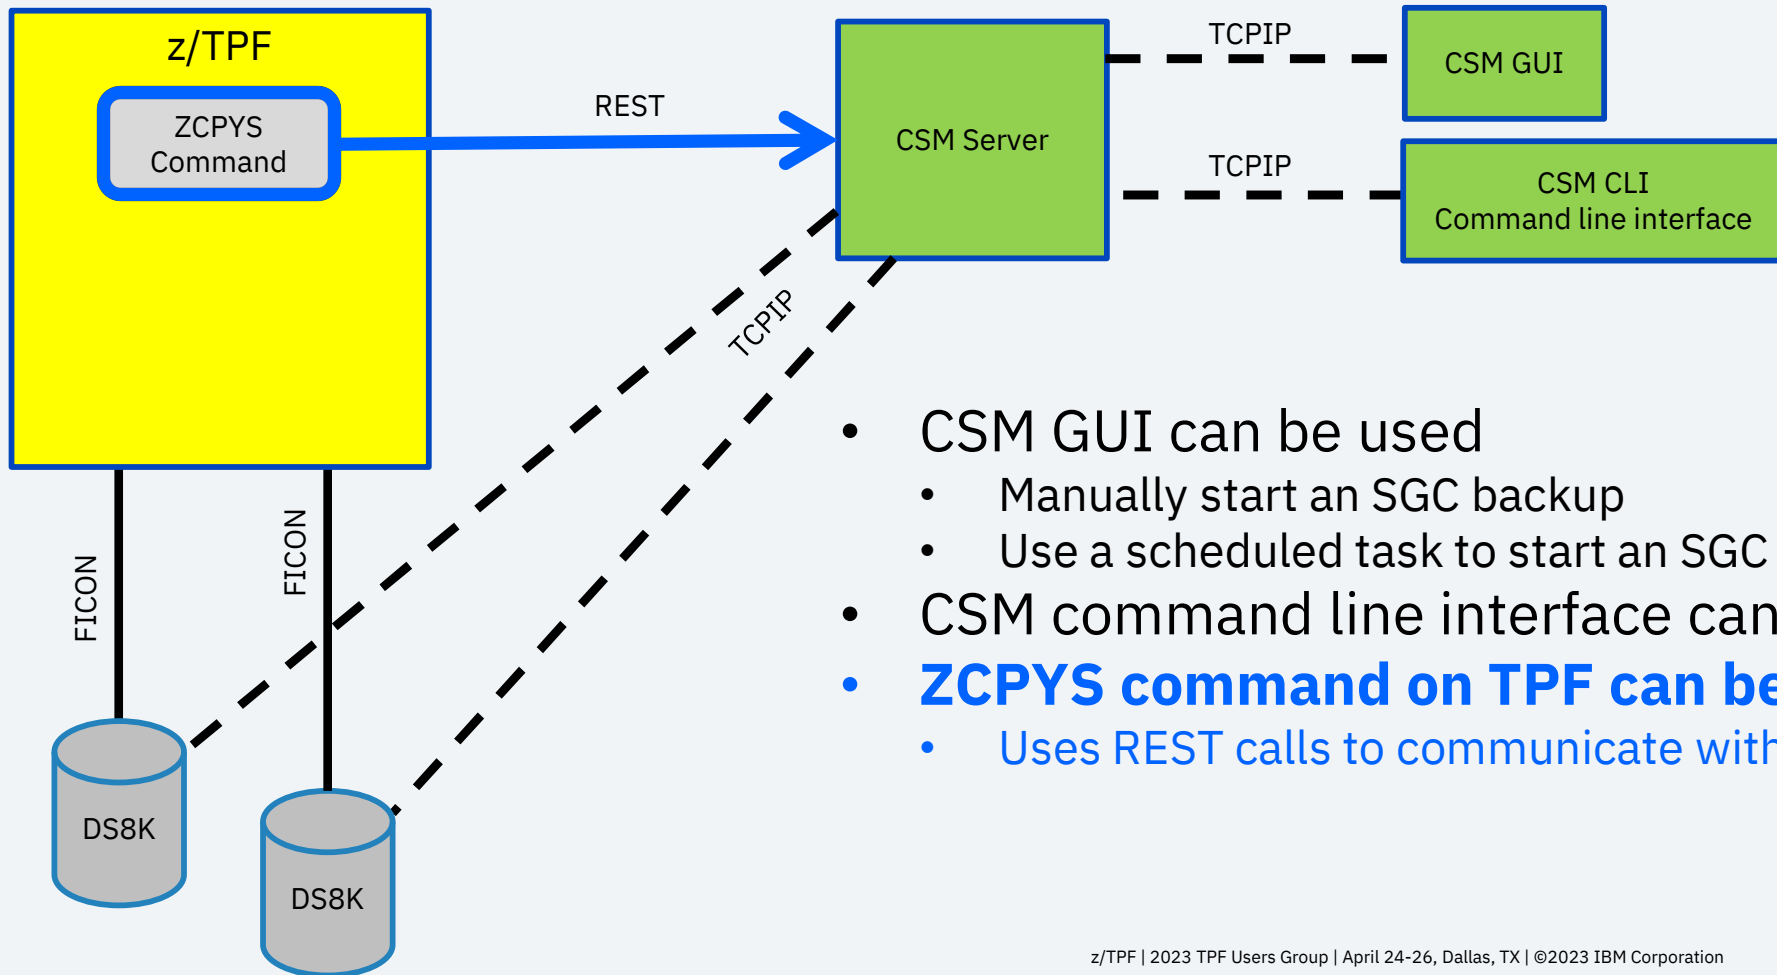 z/TPF
ZCPYS
Command
REST
CSM Server
TCPIP
CSM GUI
TCPIP
CSM CLI
Command line interface
TCPIP
FICON
FICON
DS8K
DS8K
• CSM GUI can be used
• Manually start an SGC backup
• Use a scheduled task to start an SGC
• CSM command line interface can
• ZCPYS command on TPF can be
• Uses REST calls to communicate with
z/TPF | 2023 TPF Users Group | April 24-26, Dallas, TX | ©2023 IBM Corporation